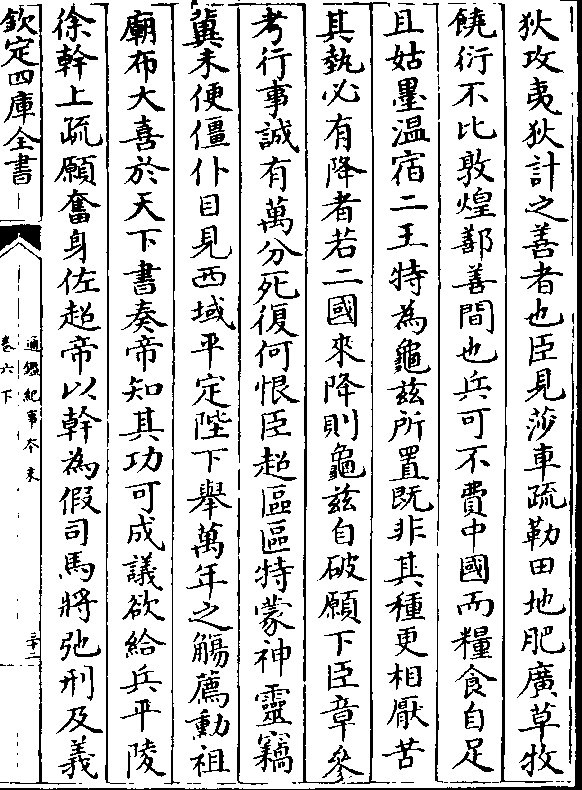 狄攻夷狄計之善者也臣見莎車疏勒田地肥廣草牧
饒衍不比敦煌鄯善間也兵可不費中國而糧食自足
且姑墨温宿二王特為龜兹所置既非其種更相厭苦
其埶必有降者若二國來降則龜兹自破願下臣章參
考行事誠有萬分死復何恨臣超區區特蒙神靈竊
冀未便僵仆目見西域平定陛下舉萬年之觴薦勳祖
廟布大喜於天下書奏帝知其功可成議欲給兵平陵
徐幹上疏願奮身佐超帝以幹為假司馬將弛刑及義
欽定四庫全書
通鑑紀事本末
卷六下
三十二